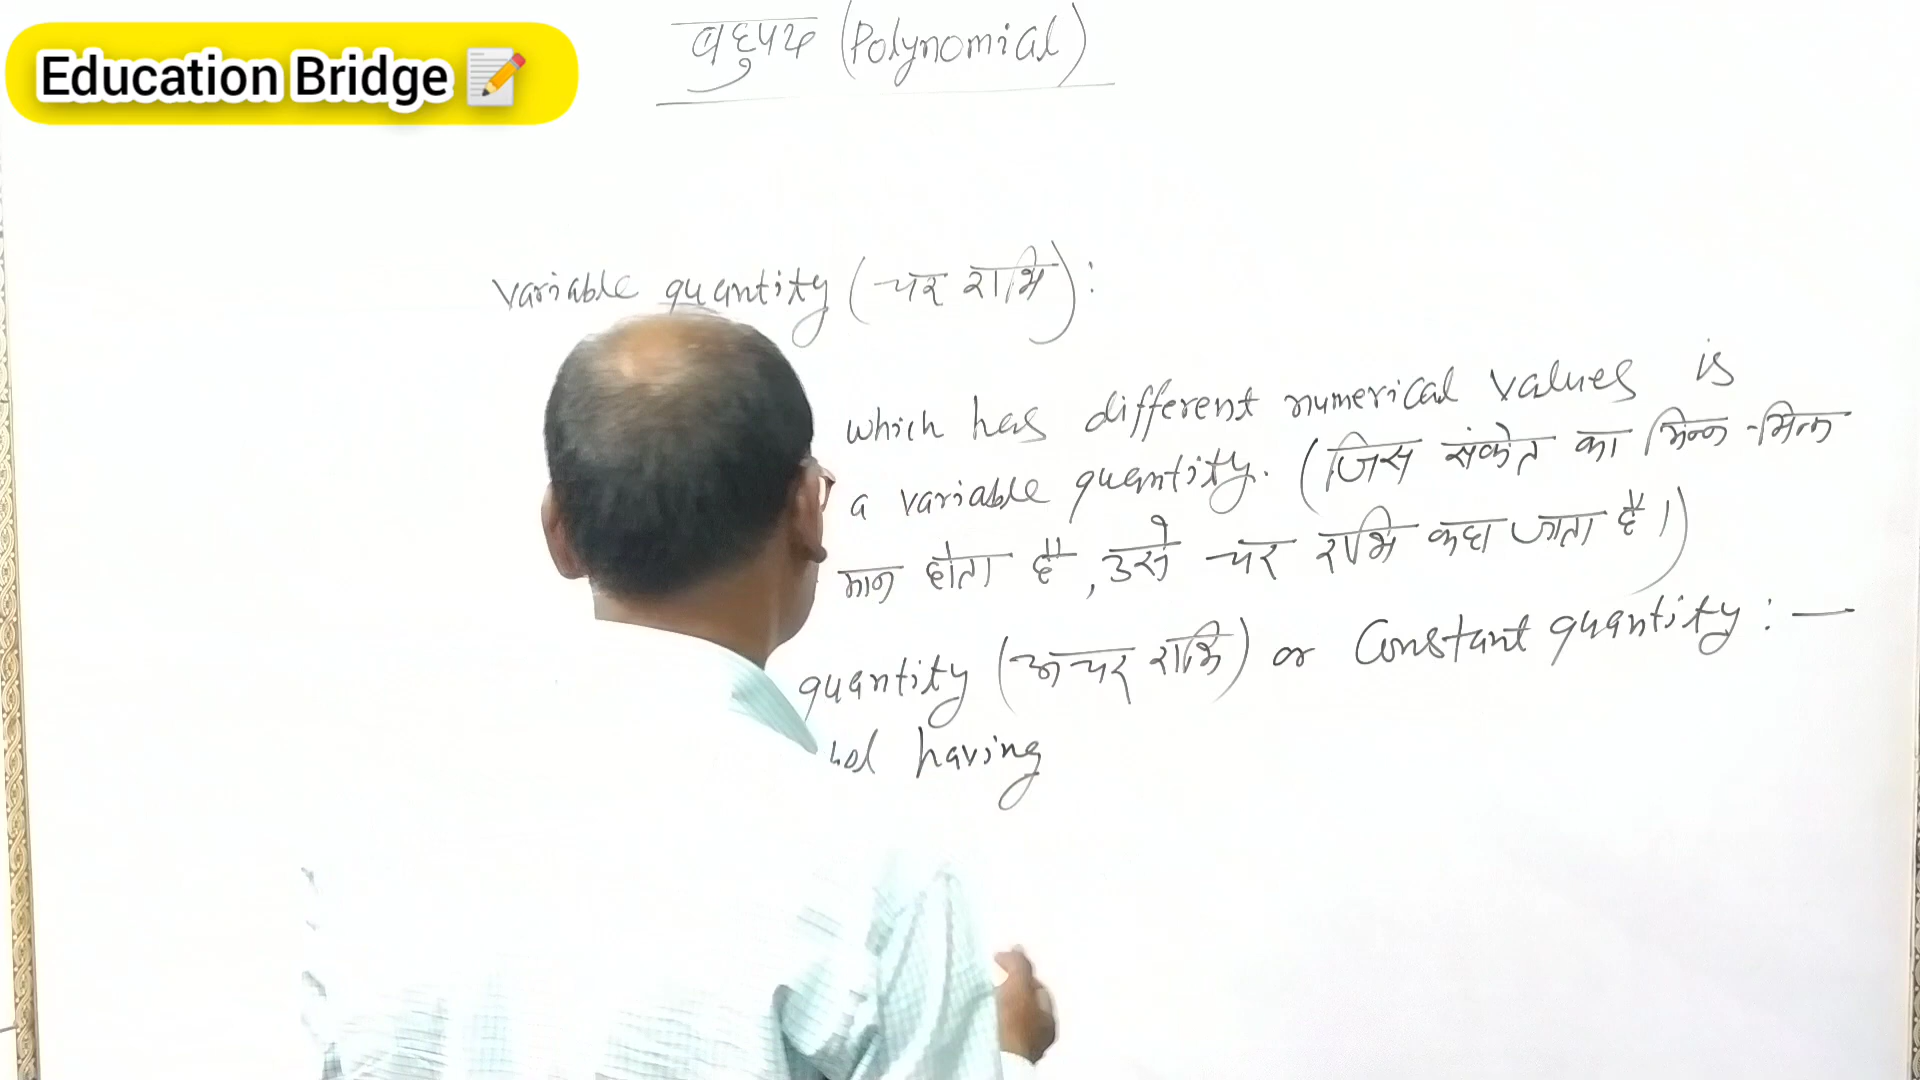 Education Bridge
बहुपद (Polynomial)
Variable quantity (चर राशि):
which has different numerical values is
a variable quantity. (जिस संकेत का भिन्न-भिन्न
मान होता है, उसे चर राशि कहा जाता है।)
quantity (अचर राशि) or Constant quantity: —
having